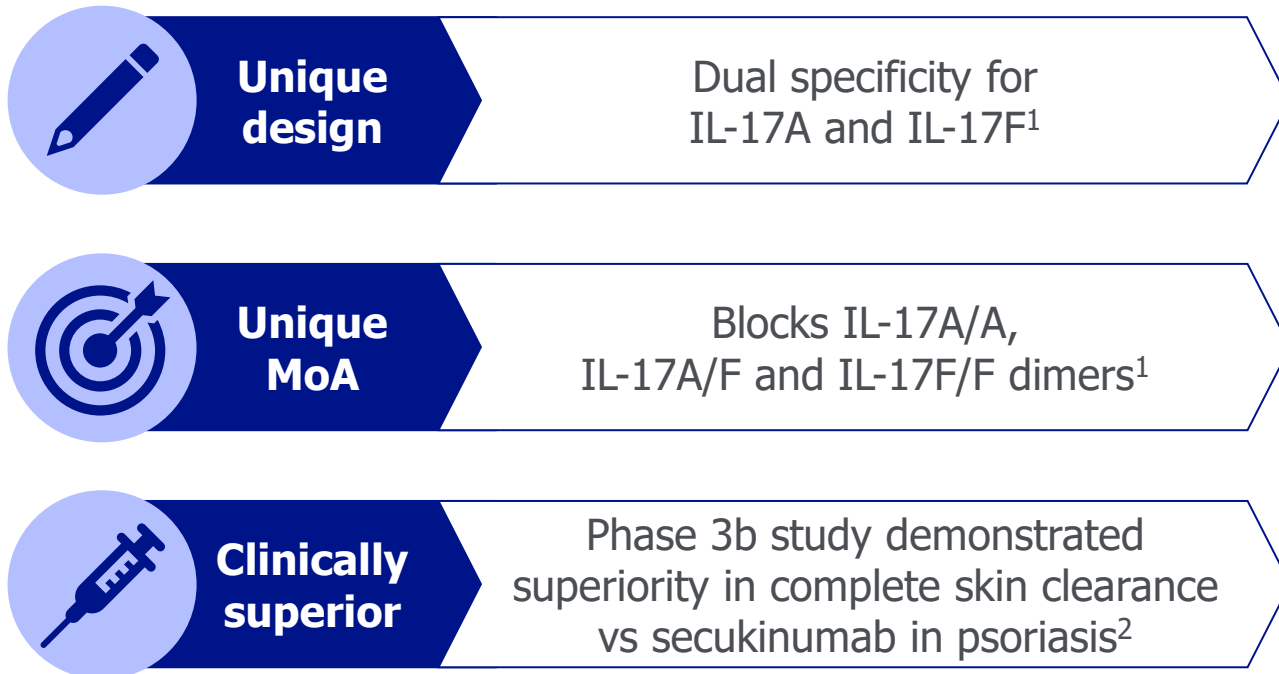 Unique
design
Dual specificity for
IL-17A and IL-17F¹
Unique
MoA
Blocks IL-17A/A,
IL-17A/F and IL-17F/F dimers¹
Clinically
superior
Phase 3b study demonstrated
superiority in complete skin clearance
vs secukinumab in psoriasis²